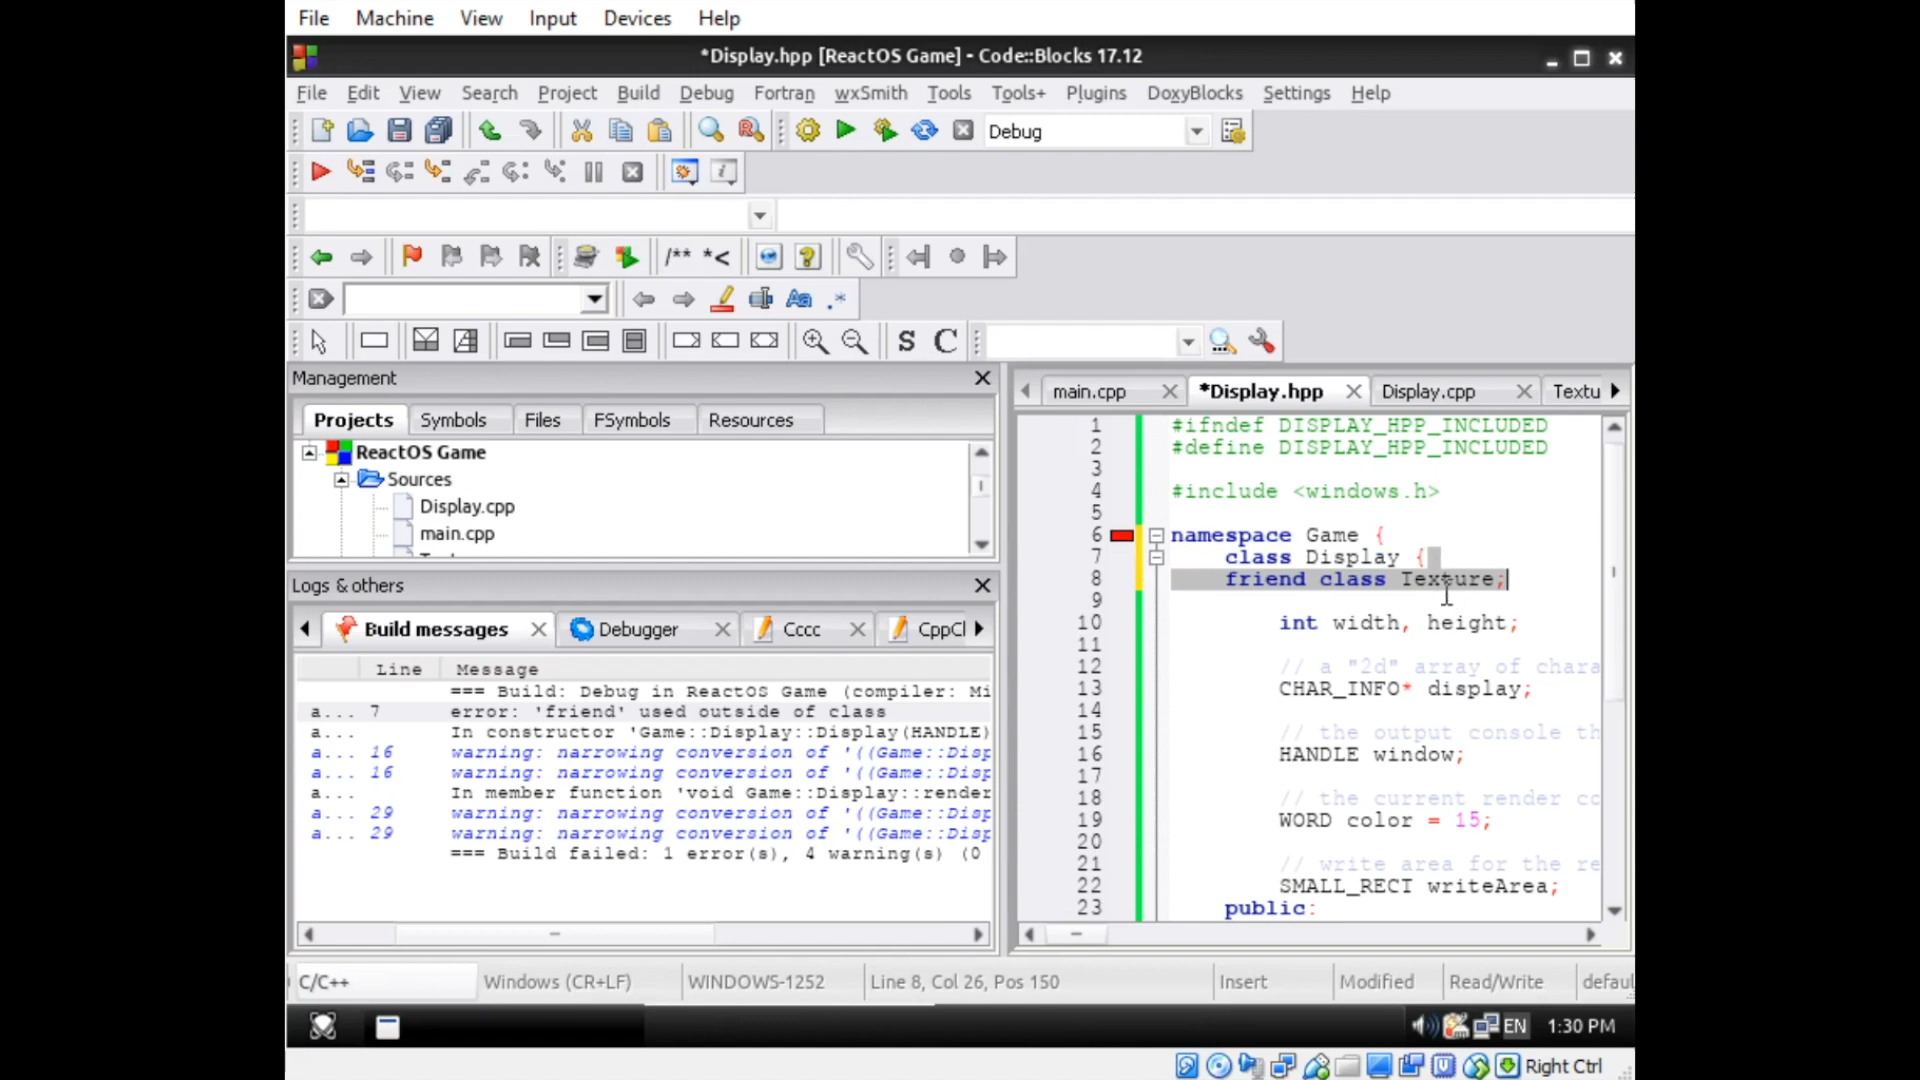 File Machine View Input Devices Help
*Display.hpp [ReactOS Game] - Code::Blocks 17.12
File Edit View Search Project Build Debug Fortran wxSmith Tools Tools+ Plugins DoxyBlocks Settings Help
Debug
/** *<
S C
Management
Projects Symbols Files FSymbols Resources
ReactOS Game
Sources
Display.cpp
main.cpp
Logs & others
Build messages Debugger Cccc CppCl
Line Message
=== Build: Debug in ReactOS Game (compiler: Mi
a... 7 error: 'friend' used outside of class
a... In constructor 'Game::Display::Display(HANDLE)
a... 16 warning: narrowing conversion of '((Game::Disp
a... 16 warning: narrowing conversion of '((Game::Disp
a... In member function 'void Game::Display::render
a... 29 warning: narrowing conversion of '((Game::Disp
a... 29 warning: narrowing conversion of '((Game::Disp
=== Build failed: 1 error(s), 4 warning(s) (0
main.cpp *Display.hpp Display.cpp Textu
1 #ifndef DISPLAY_HPP_INCLUDED
2 #define DISPLAY_HPP_INCLUDED
3
4 #include <windows.h>
5
6 namespace Game {
7 class Display {
8 friend class Texture;
9
10 int width, height;
11
12 // a "2d" array of chara
13 CHAR_INFO* display;
14
15 // the output console th
16 HANDLE window;
17
18 // the current render co
19 WORD color = 15;
20
21 // write area for the re
22 SMALL_RECT writeArea;
23 public:
C/C++ Windows (CR+LF) WINDOWS-1252 Line 8, Col 26, Pos 150 Insert Modified Read/Write defaul
EN 1:30 PM
Right Ctrl